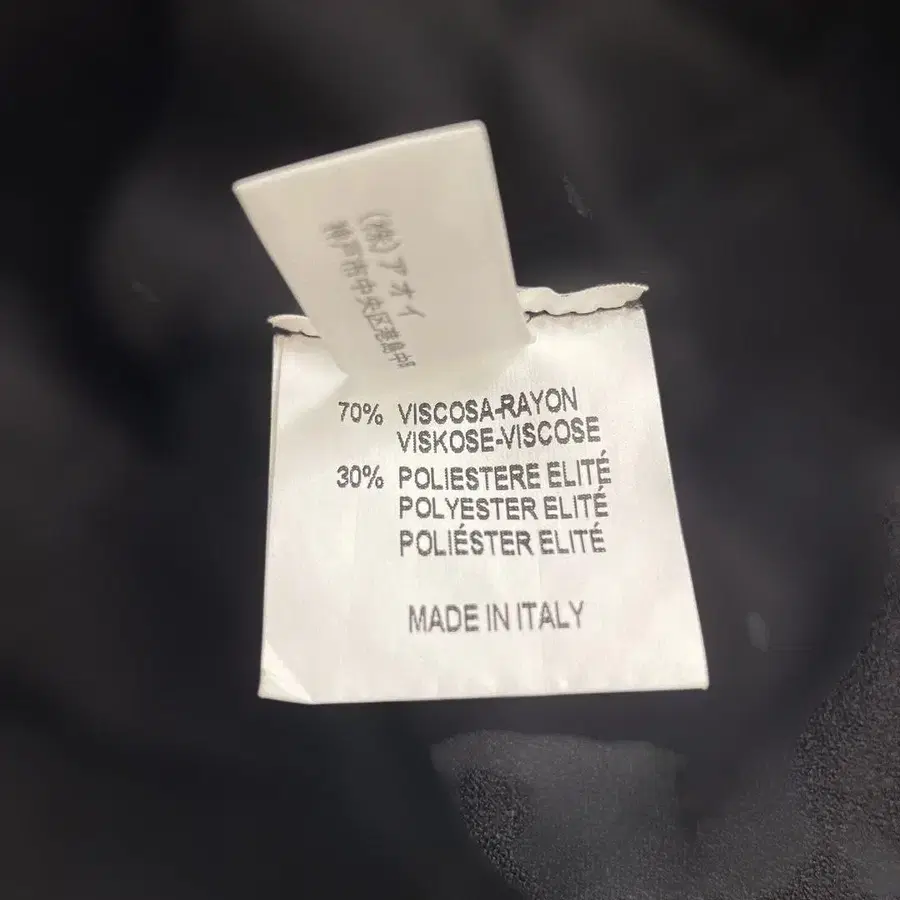 (株)アオイ
神戸市中央区港島中
70% VISCOSA-RAYON
VISKOSE-VISCOSE
30% POLIESTERE ELITÉ
POLYESTER ELITÉ
POLIÉSTER ELITÉ
MADE IN ITALY